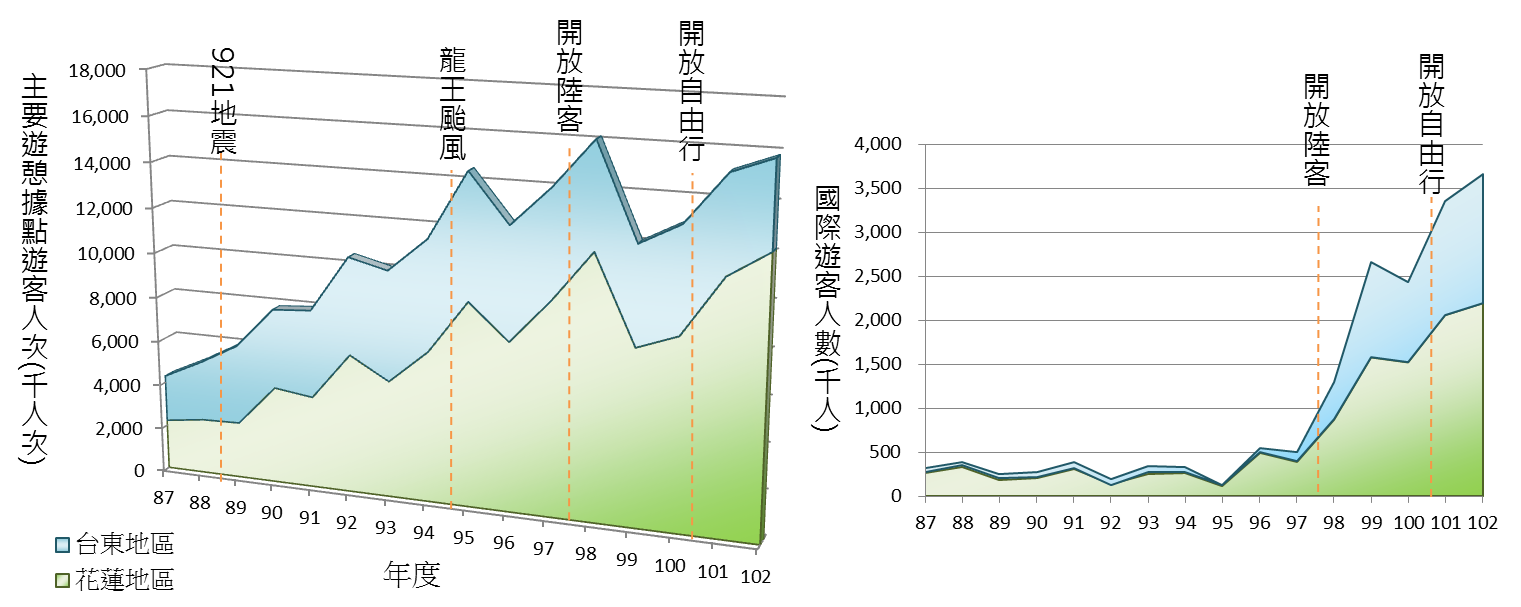 主要遊憩據點遊客人次(千人次)
18,000
16,000
14,000
12,000
10,000
8,000
6,000
4,000
2,000
0
921地震
龍王颱風
開放陸客
開放自由行
87 88 89 90 91 92 93 94 95 96 97 98 99 100 101 102
年度
台東地區
花蓮地區
國際遊客人數(千人)
4,000
3,500
3,000
2,500
2,000
1,500
1,000
500
0
開放陸客
開放自由行
87 88 89 90 91 92 93 94 95 96 97 98 99 100 101 102